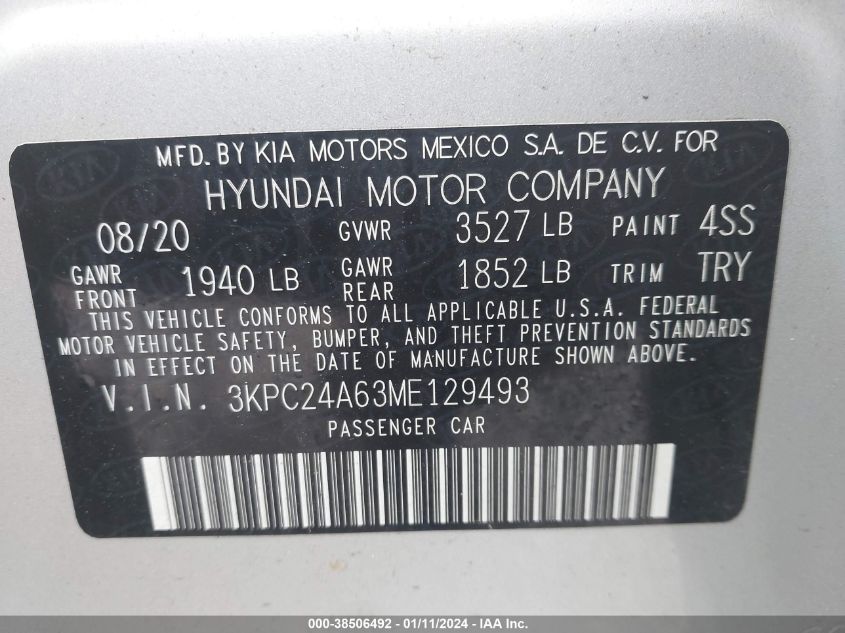 MFD. BY KIA MOTORS MEXICO S.A. DE C.V. FOR
HYUNDAI MOTOR COMPANY
08/20 GVWR 3527 LB PAINT 4SS
GAWR FRONT 1940 LB GAWR REAR 1852 LB TRIM TRY
THIS VEHICLE CONFORMS TO ALL APPLICABLE U.S.A. FEDERAL
MOTOR VEHICLE SAFETY, BUMPER, AND THEFT PREVENTION STANDARDS
IN EFFECT ON THE DATE OF MANUFACTURE SHOWN ABOVE.
V.I.N. 3KPC24A63ME129493
PASSENGER CAR
000-38506492 - 01/11/2024 - IAA Inc.